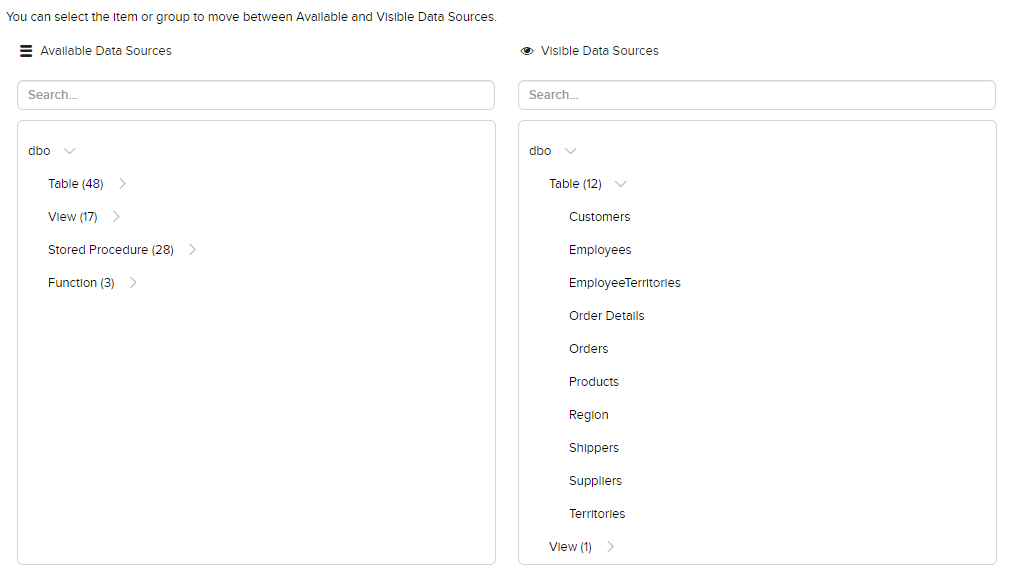 You can select the item or group to move between Available and Visible Data Sources.
Available Data Sources
Search...
dbo
Table (48)
View (17)
Stored Procedure (28)
Function (3)
Visible Data Sources
Search...
dbo
Table (12)
Customers
Employees
EmployeeTerritories
Order Details
Orders
Products
Region
Shippers
Suppliers
Territories
View (1)